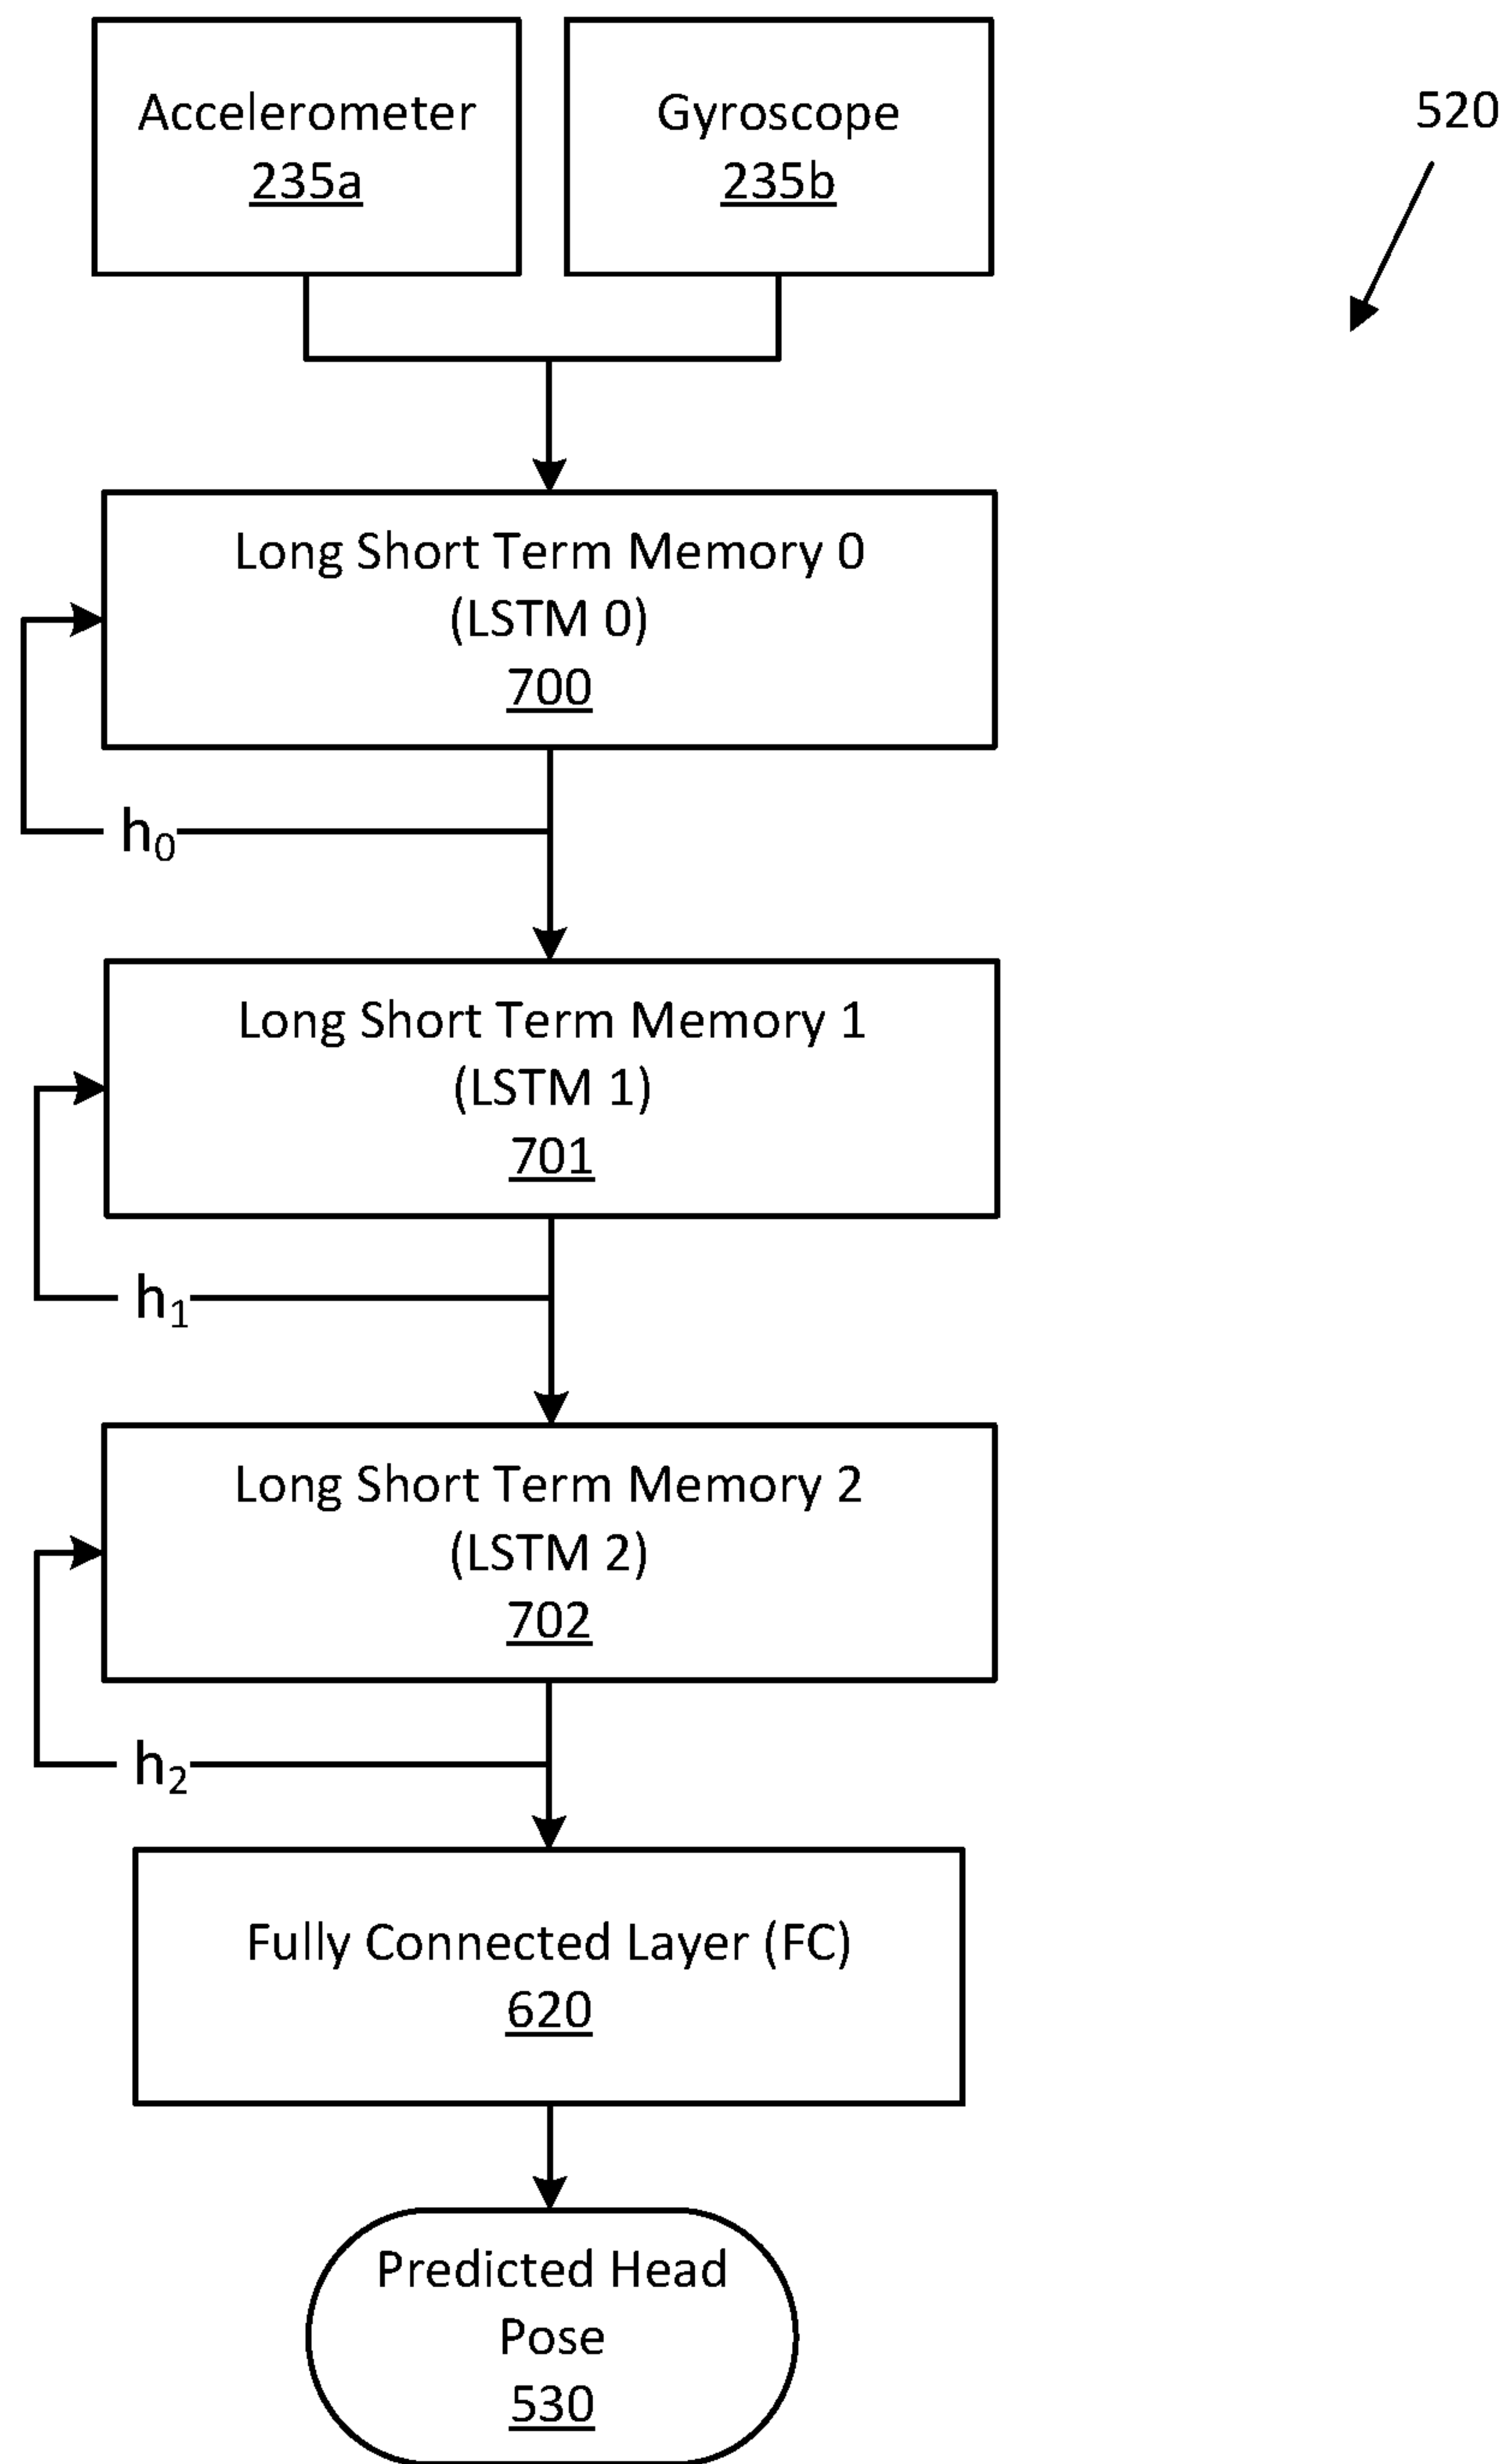 Accelerometer
235a
Gyroscope
235b
520
Long Short Term Memory 0
(LSTM 0)
700
h0
Long Short Term Memory 1
(LSTM 1)
701
h1
Long Short Term Memory 2
(LSTM 2)
702
h2
Fully Connected Layer (FC)
620
Predicted Head
Pose
530